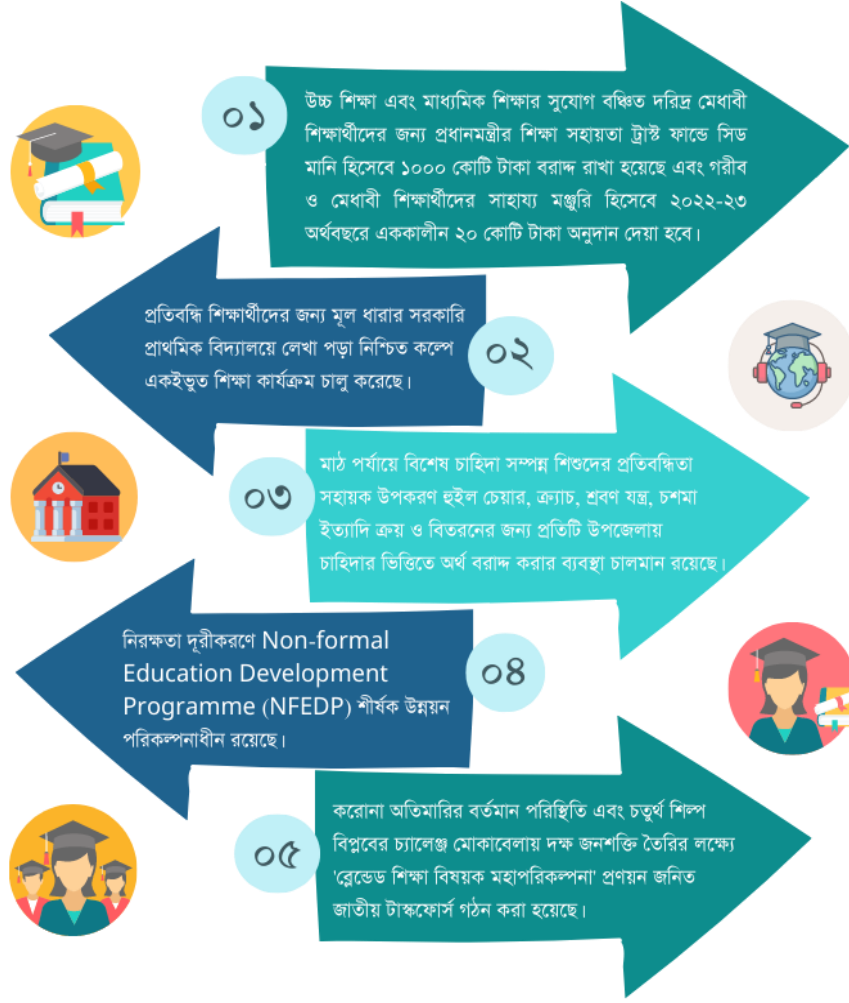 ০১
উচ্চ শিক্ষা এবং মাধ্যমিক শিক্ষার সুযোগ বঞ্চিত দরিদ্র মেধাবী
শিক্ষার্থীদের জন্য প্রধানমন্ত্রীর শিক্ষা সহায়তা ট্রাস্ট ফান্ডে সিড
মানি হিসেবে ১০০০ কোটি টাকা বরাদ্দ রাখা হয়েছে এবং গরীব
ও মেধাবী শিক্ষার্থীদের সাহায্য মঞ্জুরি হিসেবে ২০২২-২৩
অর্থবছরে এককালীন ২০ কোটি টাকা অনুদান দেয়া হবে।
০২
প্রতিবন্ধি শিক্ষার্থীদের জন্য মূল ধারার সরকারি
প্রাথমিক বিদ্যালয়ে লেখা পড়া নিশ্চিত কল্পে
একইভুত শিক্ষা কার্যক্রম চালু করেছে।
০৩
মাঠ পর্যায়ে বিশেষ চাহিদা সম্পন্ন শিশুদের প্রতিবন্ধিতা
সহায়ক উপকরণ হুইল চেয়ার, ক্র্যাচ, শ্রবণ যন্ত্র, চশমা
ইত্যাদি ক্রয় ও বিতরনের জন্য প্রতিটি উপজেলায়
চাহিদার ভিত্তিতে অর্থ বরাদ্দ করার ব্যবস্থা চালমান রয়েছে।
০৪
নিরক্ষতা দূরীকরণে Non-formal
Education Development
Programme (NFEDP) শীর্ষক উন্নয়ন
পরিকল্পনাধীন রয়েছে।
০৫
করোনা অতিমারির বর্তমান পরিস্থিতি এবং চতুর্থ শিল্প
বিপ্লবের চ্যালেঞ্জ মোকাবেলায় দক্ষ জনশক্তি তৈরির লক্ষ্যে
'ব্লেন্ডেড শিক্ষা বিষয়ক মহাপরিকল্পনা' প্রণয়ন জনিত
জাতীয় টাস্কফোর্স গঠন করা হয়েছে।